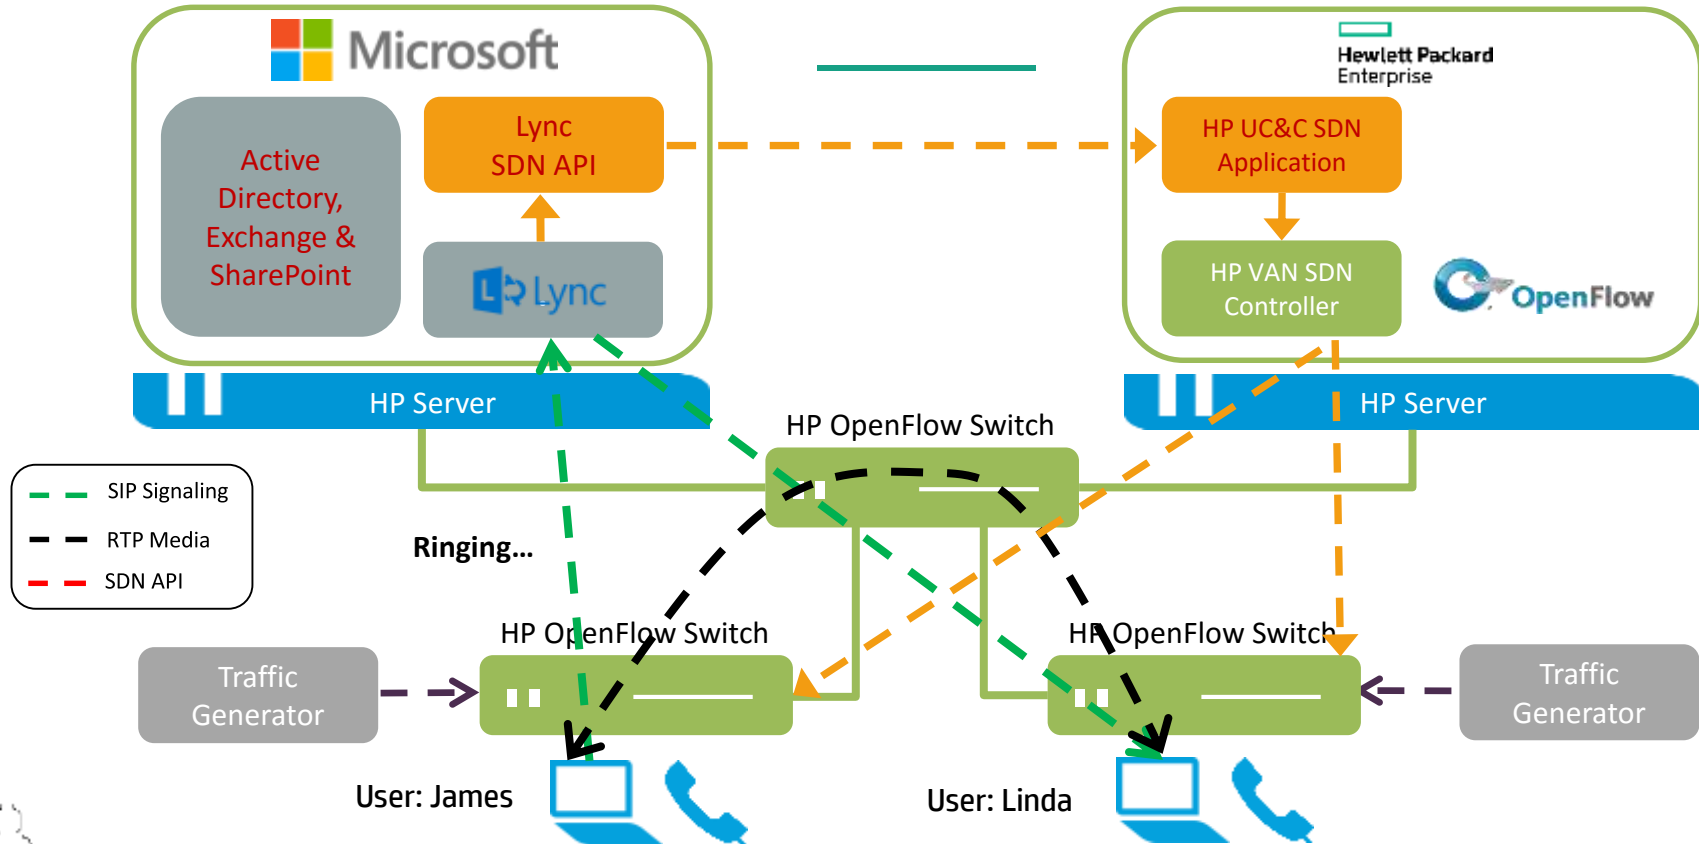 Microsoft
Hewlett Packard
Enterprise
Active
Directory,
Exchange &
SharePoint
Lync
SDN API
Lync
HP UC&C SDN
Application
HP VAN SDN
Controller
OpenFlow
HP Server
HP Server
HP OpenFlow Switch
SIP Signaling
RTP Media
SDN API
Ringing...
HP OpenFlow Switch
HP OpenFlow Switch
Traffic
Generator
Traffic
Generator
User: James
User: Linda